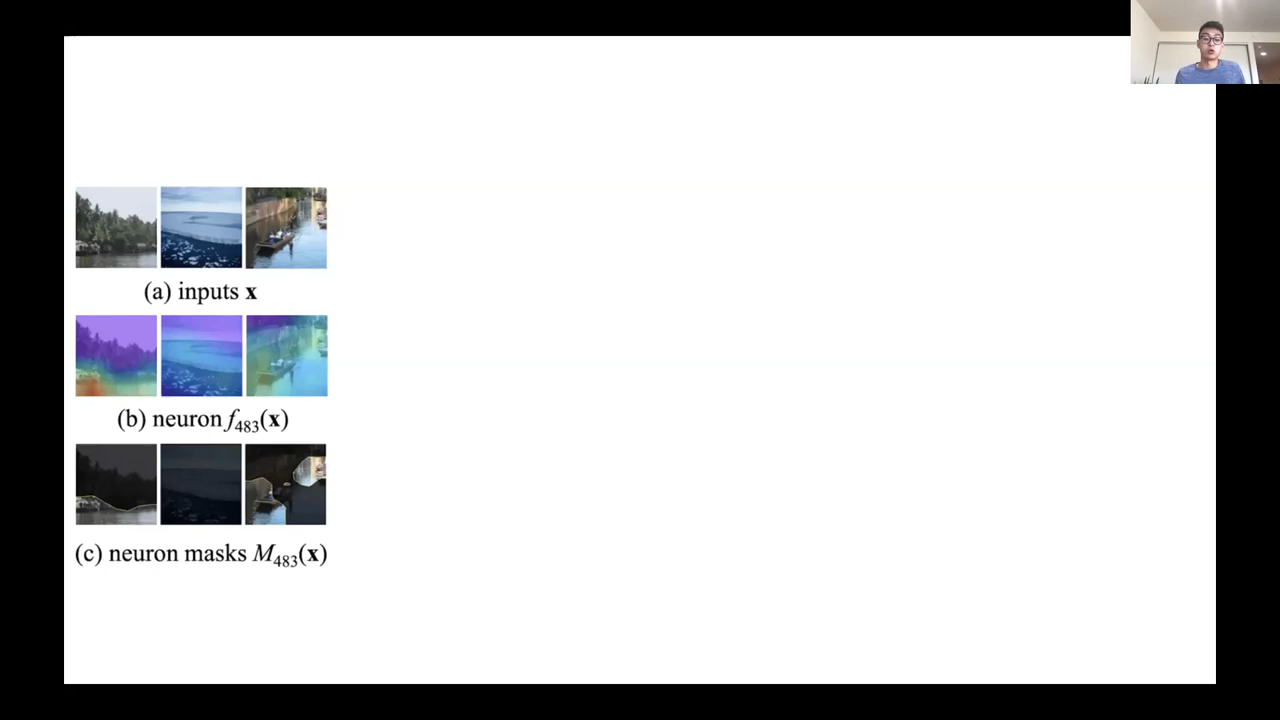 (a) inputs x
(b) neuron f₄₈₃(x)
(c) neuron masks M₄₈₃(x)